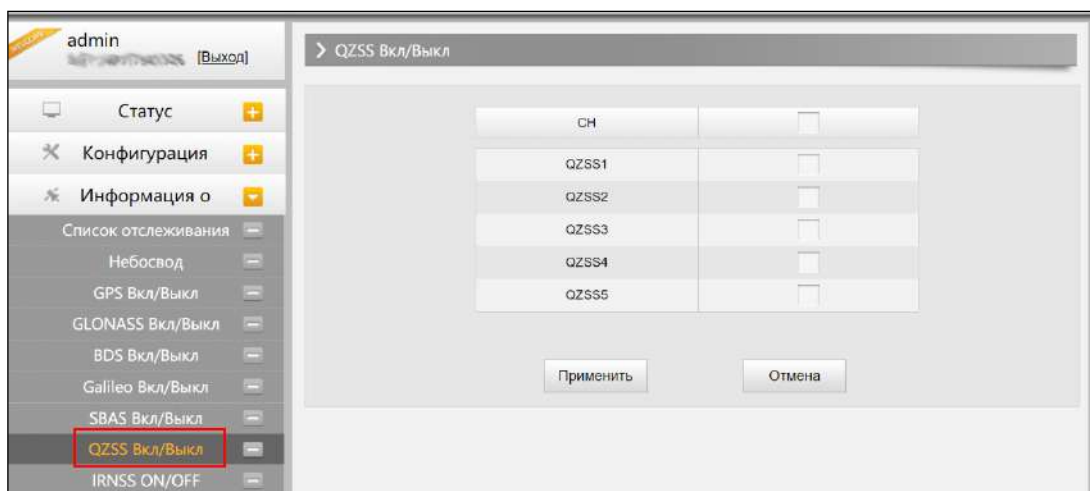 admin
[Выход]
Статус
Конфигурация
Информация о
Список отслеживания
Небосвод
GPS Вкл/Выкл
GLONASS Вкл/Выкл
BDS Вкл/Выкл
Galileo Вкл/Выкл
SBAS Вкл/Выкл
QZSS Вкл/Выкл
IRNSS ON/OFF
QZSS Вкл/Выкл
СН
QZSS1
QZSS2
QZSS3
QZSS4
QZSS5
Применить
Отмена